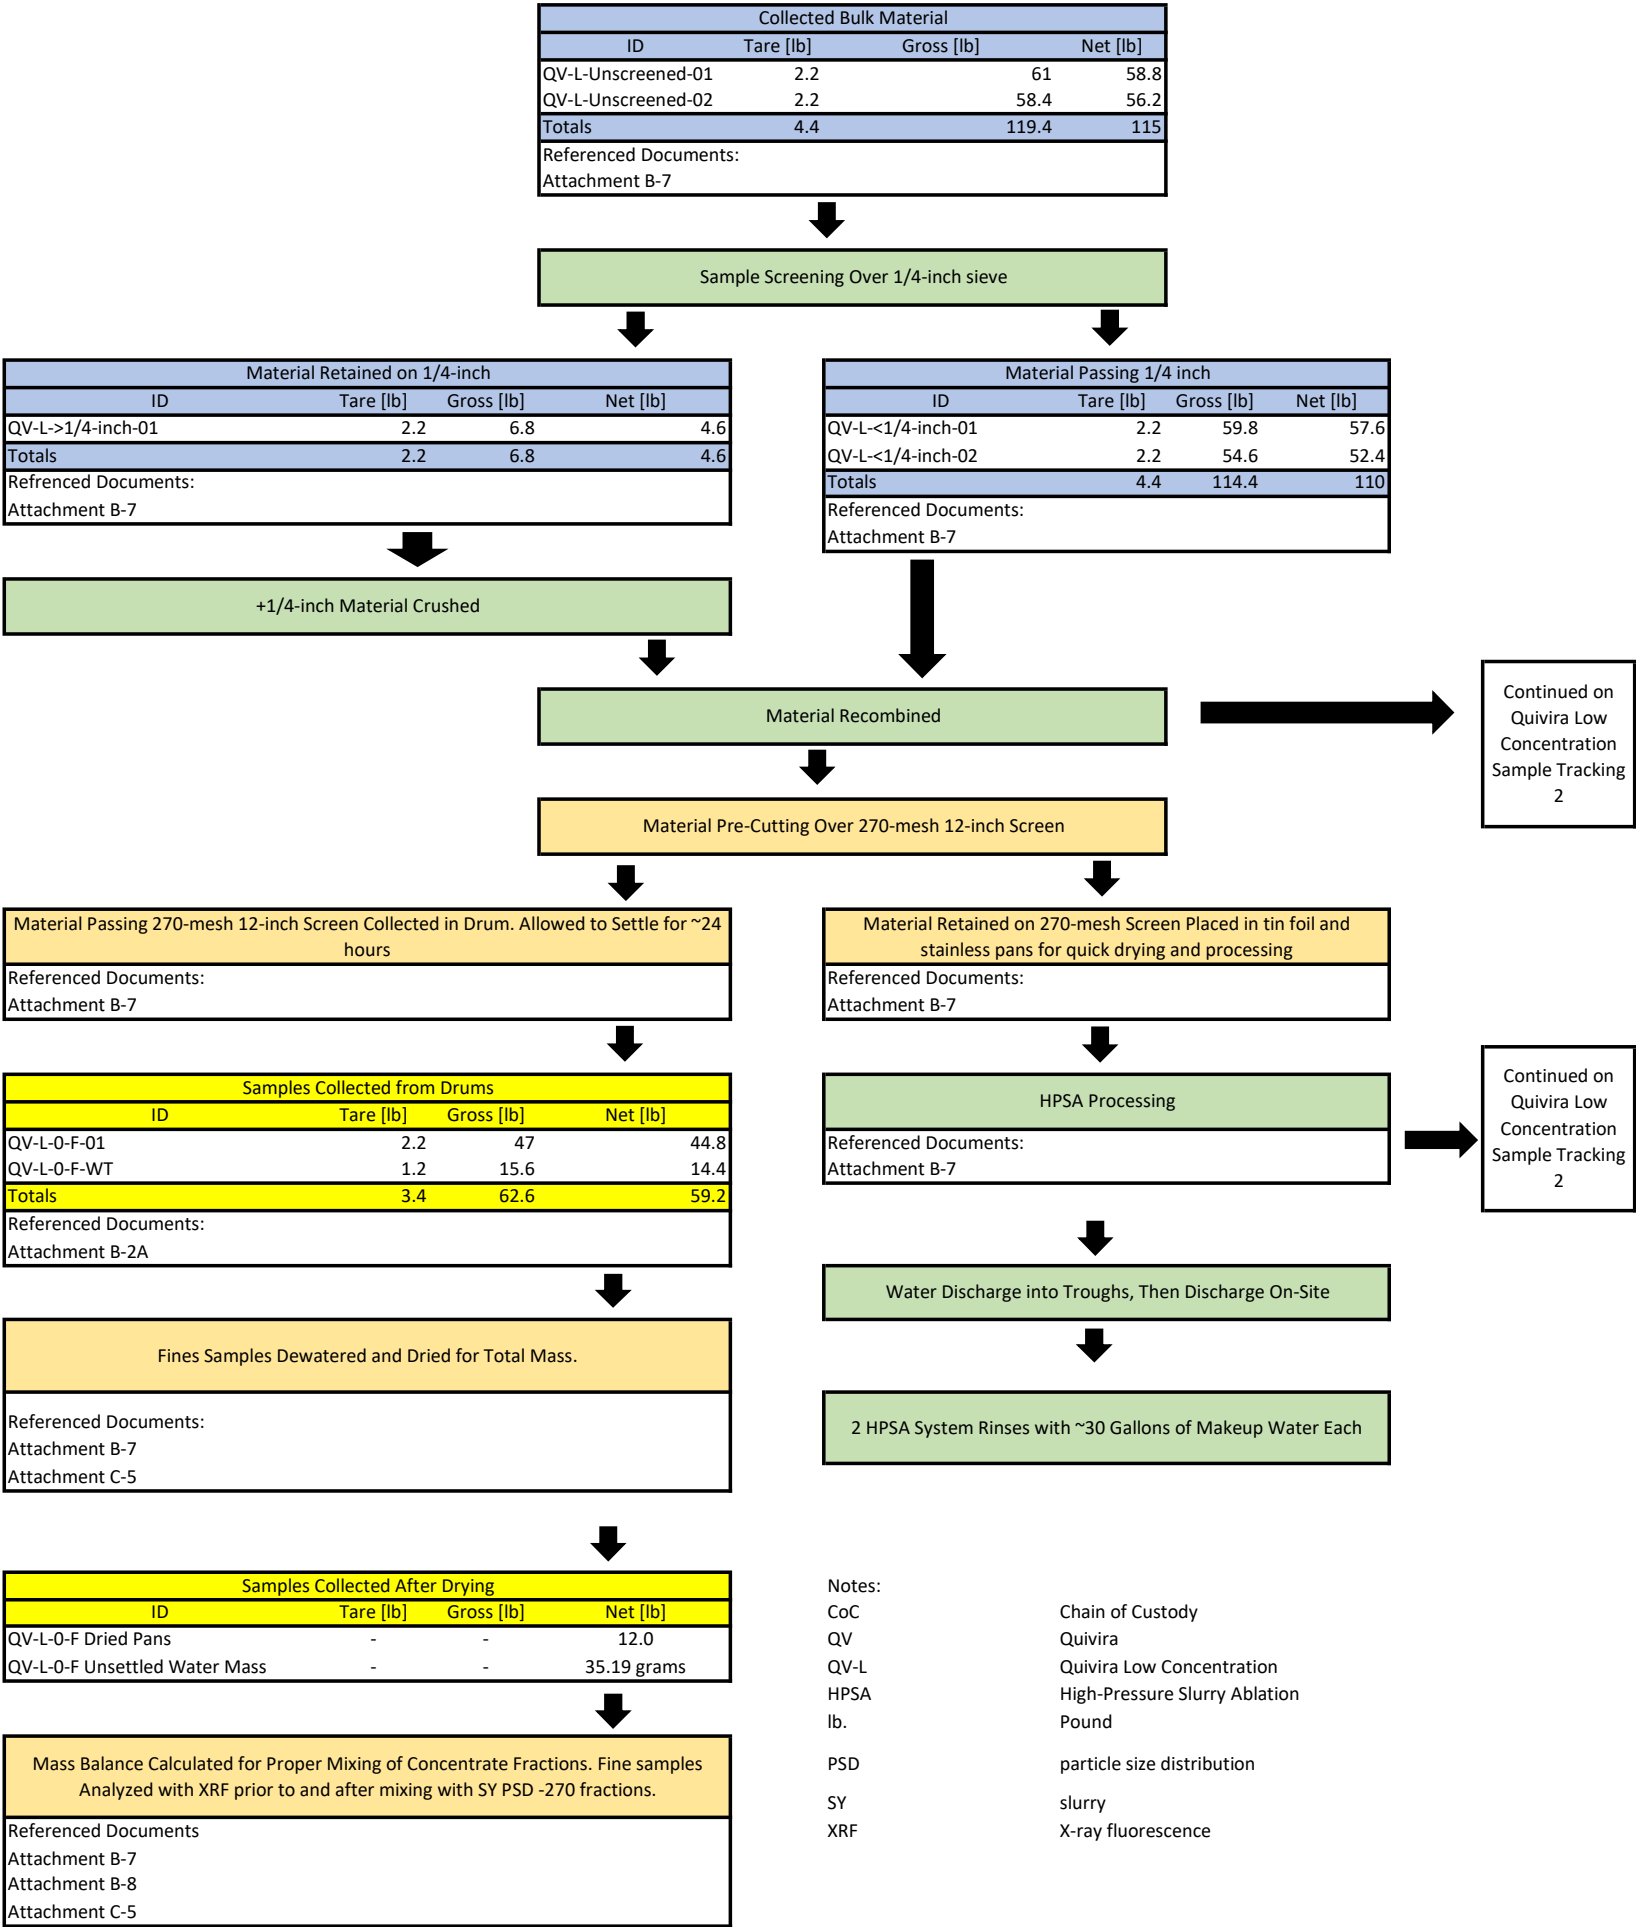 Collected Bulk Material
ID Tare [lb] Gross [lb] Net [lb]
QV-L-Unscreened-01 2.2 61 58.8
QV-L-Unscreened-02 2.2 58.4 56.2
Totals 4.4 119.4 115
Referenced Documents:
Attachment B-7
Sample Screening Over 1/4-inch sieve
Material Retained on 1/4-inch
ID Tare [lb] Gross [lb] Net [lb]
QV-L->1/4-inch-01 2.2 6.8 4.6
Totals 2.2 6.8 4.6
Refrenced Documents:
Attachment B-7
Material Passing 1/4 inch
ID Tare [lb] Gross [lb] Net [lb]
QV-L-<1/4-inch-01 2.2 59.8 57.6
QV-L-<1/4-inch-02 2.2 54.6 52.4
Totals 4.4 114.4 110
Referenced Documents:
Attachment B-7
+1/4-inch Material Crushed
Material Recombined
Continued on
Quivira Low
Concentration
Sample Tracking
2
Material Pre-Cutting Over 270-mesh 12-inch Screen
Material Passing 270-mesh 12-inch Screen Collected in Drum. Allowed to Settle for ~24
hours
Referenced Documents:
Attachment B-7
Material Retained on 270-mesh Screen Placed in tin foil and
stainless pans for quick drying and processing
Referenced Documents:
Attachment B-7
Samples Collected from Drums
ID Tare [lb] Gross [lb] Net [lb]
QV-L-0-F-01 2.2 47 44.8
QV-L-0-F-WT 1.2 15.6 14.4
Totals 3.4 62.6 59.2
Referenced Documents:
Attachment B-2A
HPSA Processing
Referenced Documents:
Attachment B-7
Continued on
Quivira Low
Concentration
Sample Tracking
2
Water Discharge into Troughs, Then Discharge On-Site
Fines Samples Dewatered and Dried for Total Mass.
Referenced Documents:
Attachment B-7
Attachment C-5
2 HPSA System Rinses with ~30 Gallons of Makeup Water Each
Samples Collected After Drying
ID Tare [lb] Gross [lb] Net [lb]
QV-L-0-F Dried Pans - - 12.0
QV-L-0-F Unsettled Water Mass - - 35.19 grams
Mass Balance Calculated for Proper Mixing of Concentrate Fractions. Fine samples
Analyzed with XRF prior to and after mixing with SY PSD -270 fractions.
Referenced Documents
Attachment B-7
Attachment B-8
Attachment C-5
Notes:
CoC Chain of Custody
QV Quivira
QV-L Quivira Low Concentration
HPSA High-Pressure Slurry Ablation
lb. Pound
PSD particle size distribution
SY slurry
XRF X-ray fluorescence